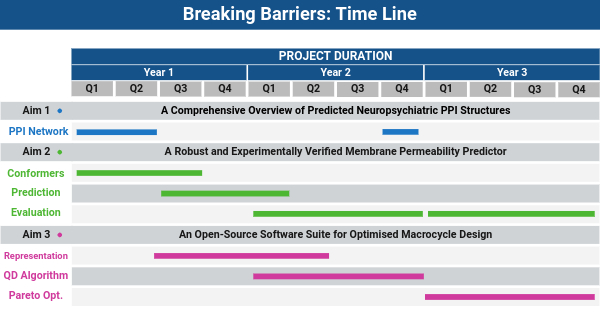 Breaking Barriers: Time Line
PROJECT DURATION
Year 1 Year 2 Year 3
Q1 Q2 Q3 Q4 Q1 Q2 Q3 Q4 Q1 Q2 Q3 Q4
Aim 1 • A Comprehensive Overview of Predicted Neuropsychiatric PPI Structures
PPI Network
Aim 2 • A Robust and Experimentally Verified Membrane Permeability Predictor
Conformers
Prediction
Evaluation
Aim 3 • An Open-Source Software Suite for Optimised Macrocycle Design
Representation
QD Algorithm
Pareto Opt.